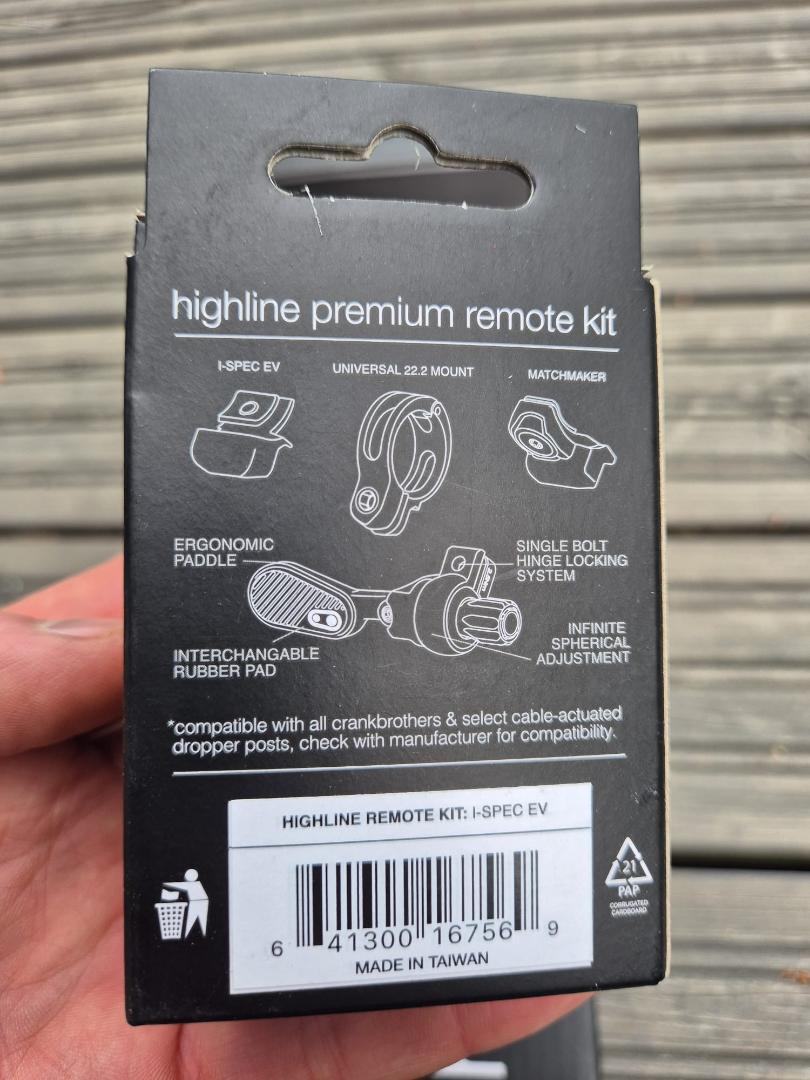 highline premium remote kit
I-SPEC EV
UNIVERSAL 22.2 MOUNT
MATCHMAKER
ERGONOMIC
PADDLE
SINGLE BOLT
HINGE LOCKING
SYSTEM
INTERCHANGABLE
RUBBER PAD
INFINITE
SPHERICAL
ADJUSTMENT
*compatible with all crankbrothers & select cable-actuated
dropper posts, check with manufacturer for compatibility.
HIGHLINE REMOTE KIT: I-SPEC EV
6 41300 16756 9
MADE IN TAIWAN
21
PAP
CORRUGATED
CARDBOARD